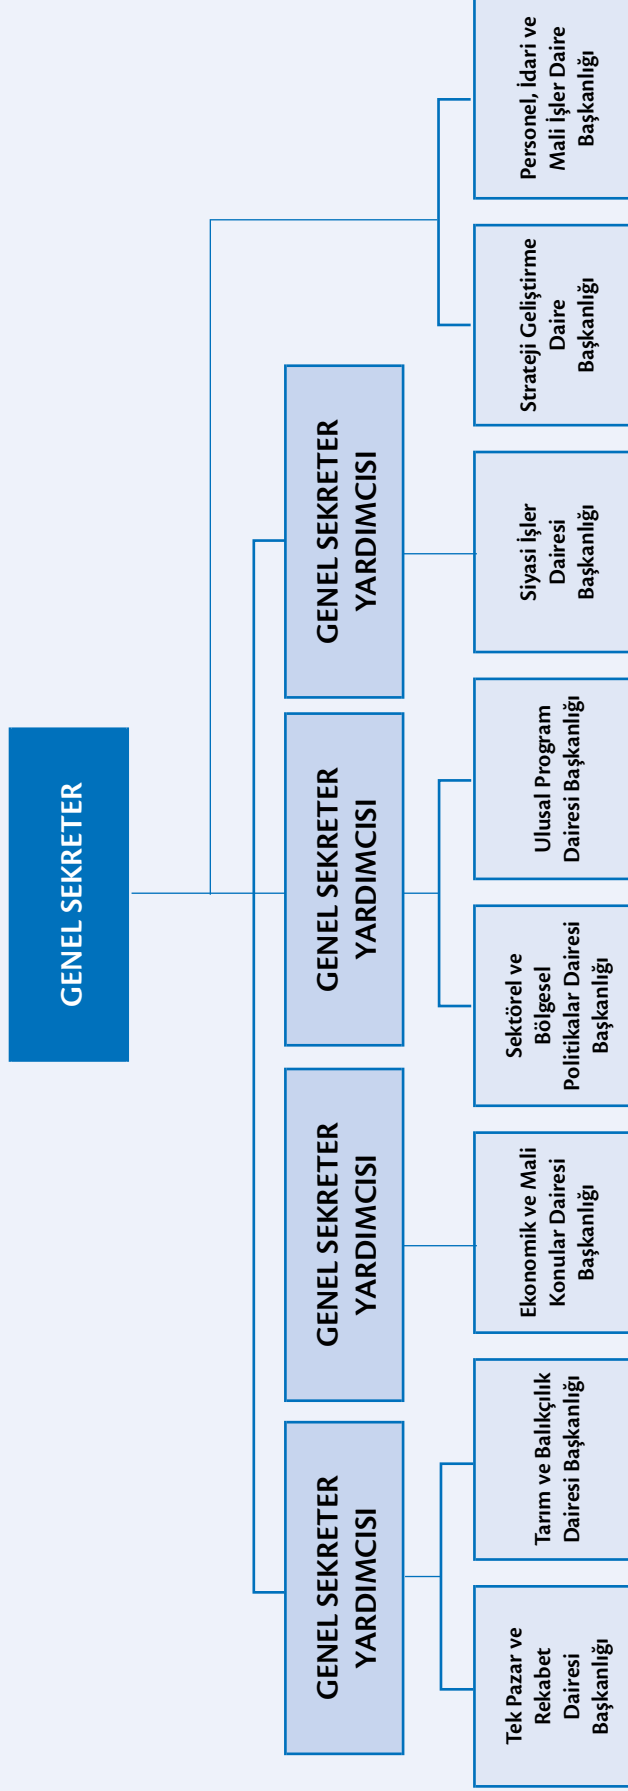 GENEL SEKRETER
GENEL SEKRETER
YARDIMCISI
GENEL SEKRETER
YARDIMCISI
GENEL SEKRETER
YARDIMCISI
GENEL SEKRETER
YARDIMCISI
Tek Pazar ve
Rekabet
Dairesi
Başkanlığı
Tarım ve Balıkçılık
Dairesi Başkanlığı
Ekonomik ve Mali
Konular Dairesi
Başkanlığı
Sektörel ve
Bölgesel
Politikalar Dairesi
Başkanlığı
Ulusal Program
Dairesi Başkanlığı
Siyasi İşler
Dairesi
Başkanlığı
Strateji Geliştirme
Daire
Başkanlığı
Personel, İdari ve
Mali İşler Daire
Başkanlığı